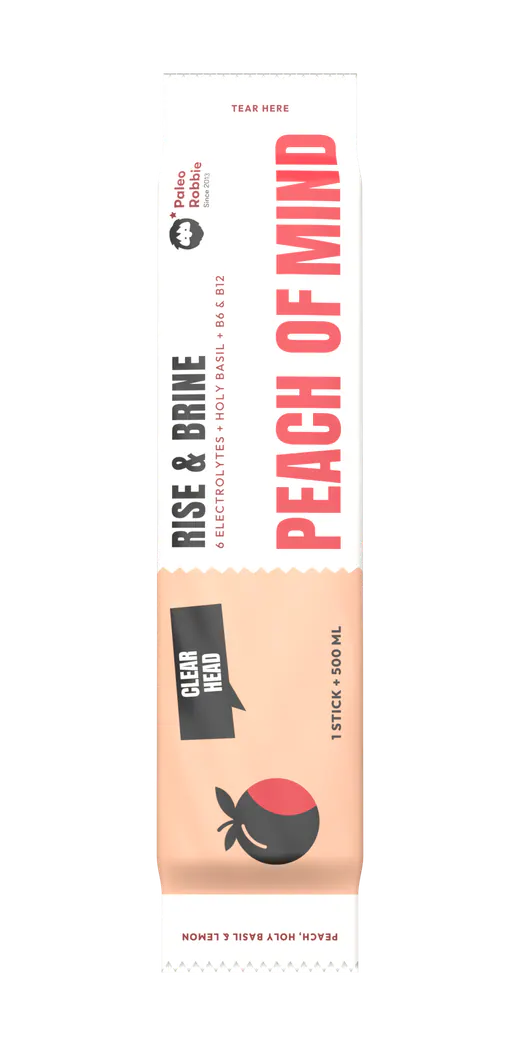 TEAR HERE
Paleo
Robbie
Since 2013
RISE & BRINE
6 ELECTROLYTES + HOLY BASIL + B6 & B12
PEACH OF MIND
CLEAR
HEAD
1 STICK + 500 ML
PEACH, HOLY BASIL & LEMON